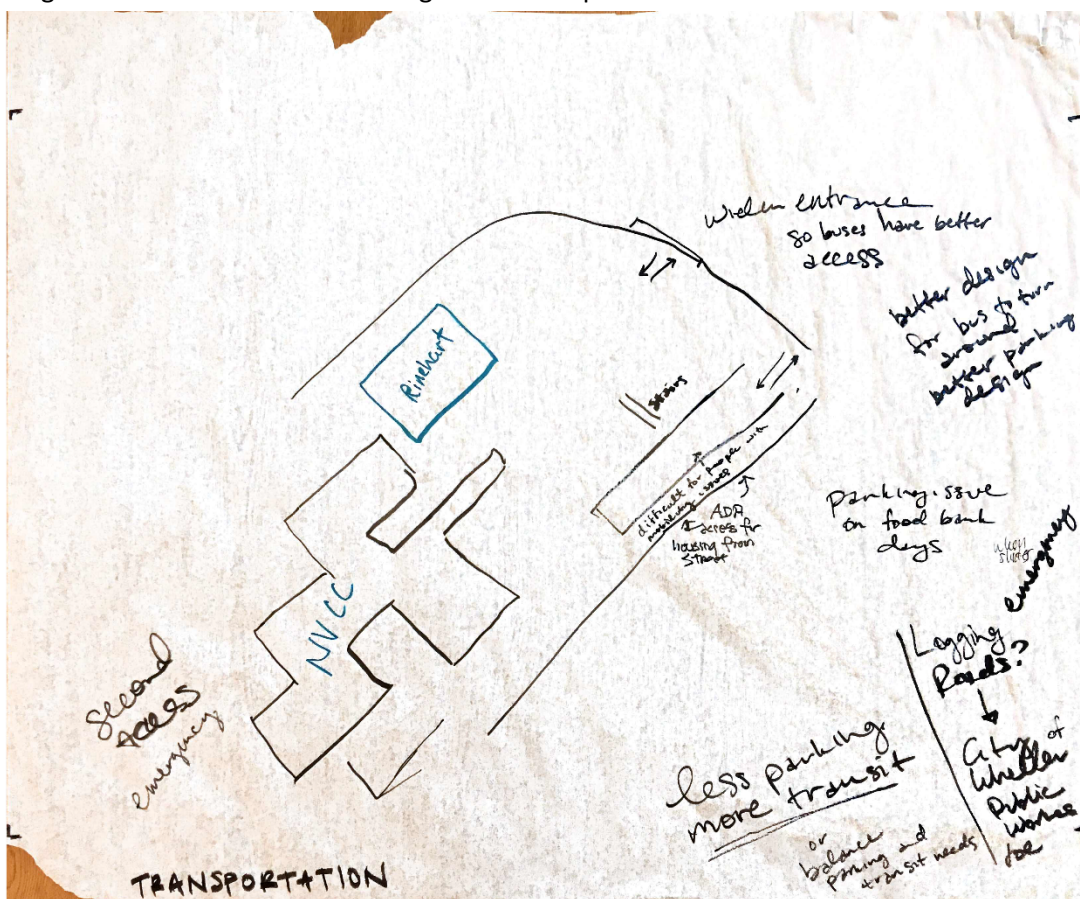 widen entrance
so buses have better
access
better design
for bus to turn
around
better parking
design
Rinehart
stairs
difficult for people with
mobility issues
ADA
access for
housing from
street
parking issue
on food bank
days
emergency
Logging
Roads?
City of
Wheeler
Public
Works
NVCC
second
access
emergency
less parking
more transit
or
balance
parking and
transit needs
TRANSPORTATION